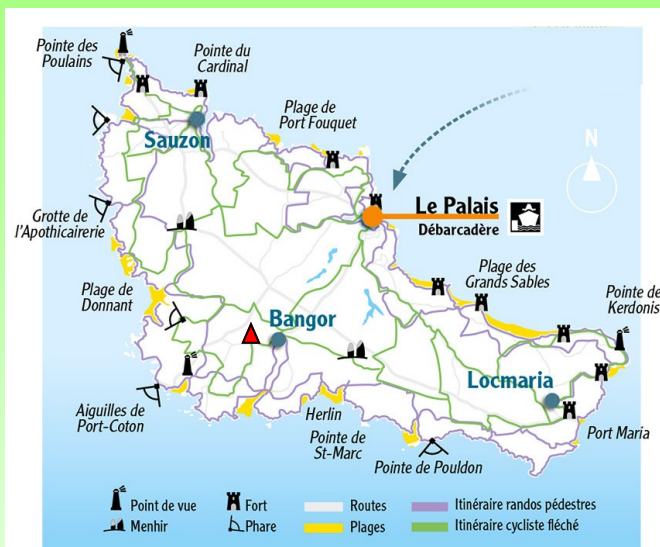 Pointe des
Poulains
Pointe du
Cardinal
Plage de
Port Fouquet
Sauzon
N
Le Palais
Débarcadère
Grotte de
l'Apothicairerie
Plage des
Grands Sables
Plage de
Donnant
Pointe de
Kerdonis
Bangor
Locmaria
Aiguilles de
Port-Coton
Herlin
Pointe de
St-Marc
Port Maria
Pointe de Pouldon
Point de vue
Fort
Routes
Itinéraire randos pédestres
Menhir
Phare
Plages
Itinéraire cycliste fléché